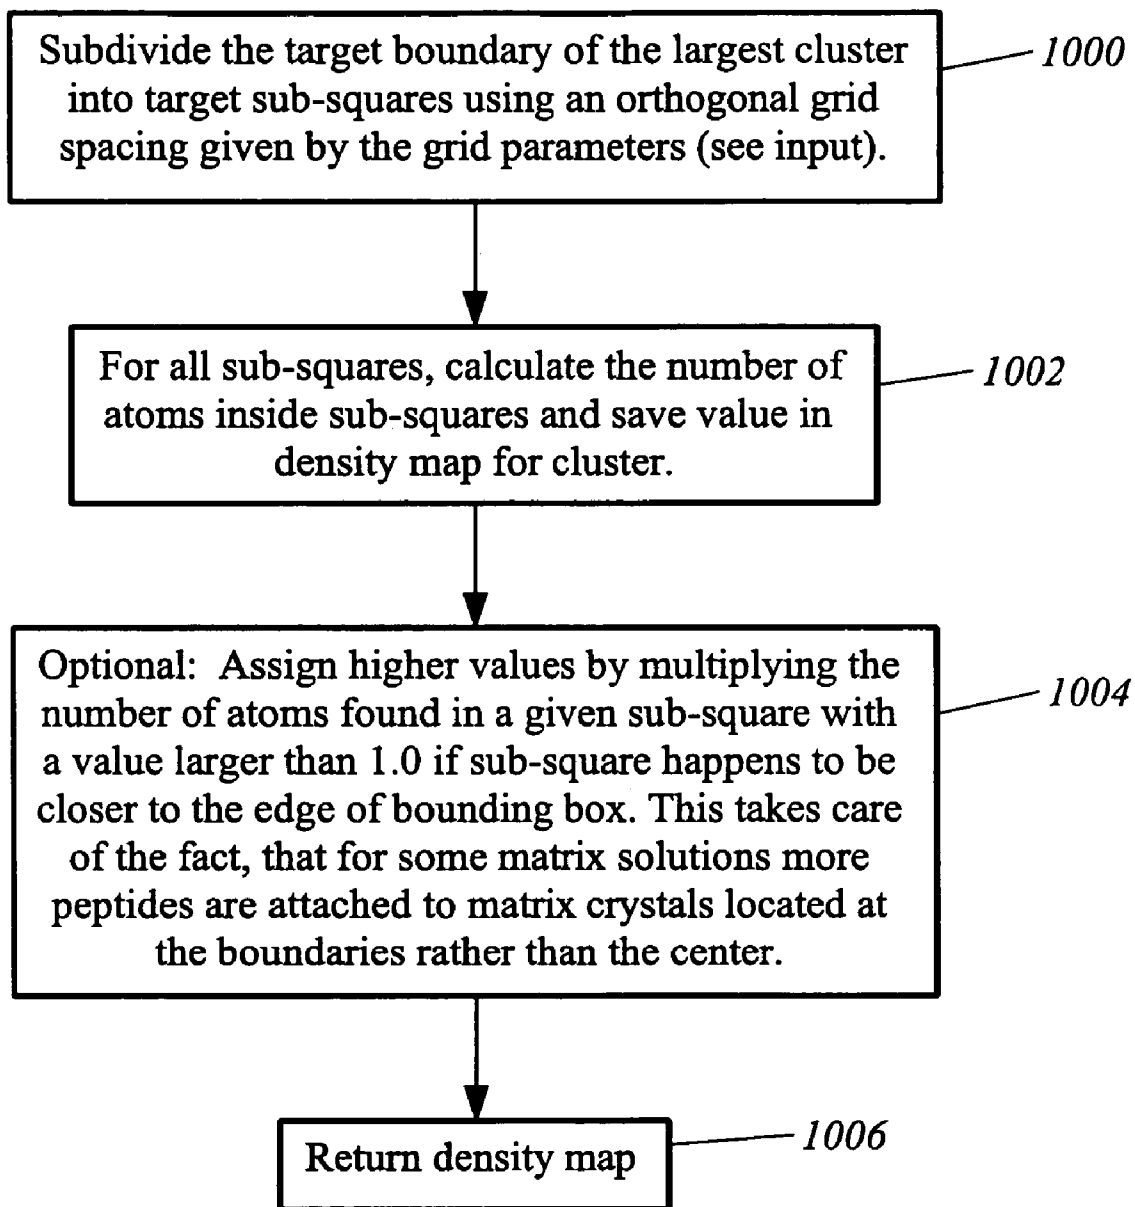 Subdivide the target boundary of the largest cluster
into target sub-squares using an orthogonal grid
spacing given by the grid parameters (see input).
1000
For all sub-squares, calculate the number of
atoms inside sub-squares and save value in
density map for cluster.
1002
Optional: Assign higher values by multiplying the
number of atoms found in a given sub-square with
a value larger than 1.0 if sub-square happens to be
closer to the edge of bounding box. This takes care
of the fact, that for some matrix solutions more
peptides are attached to matrix crystals located at
the boundaries rather than the center.
1004
Return density map
1006